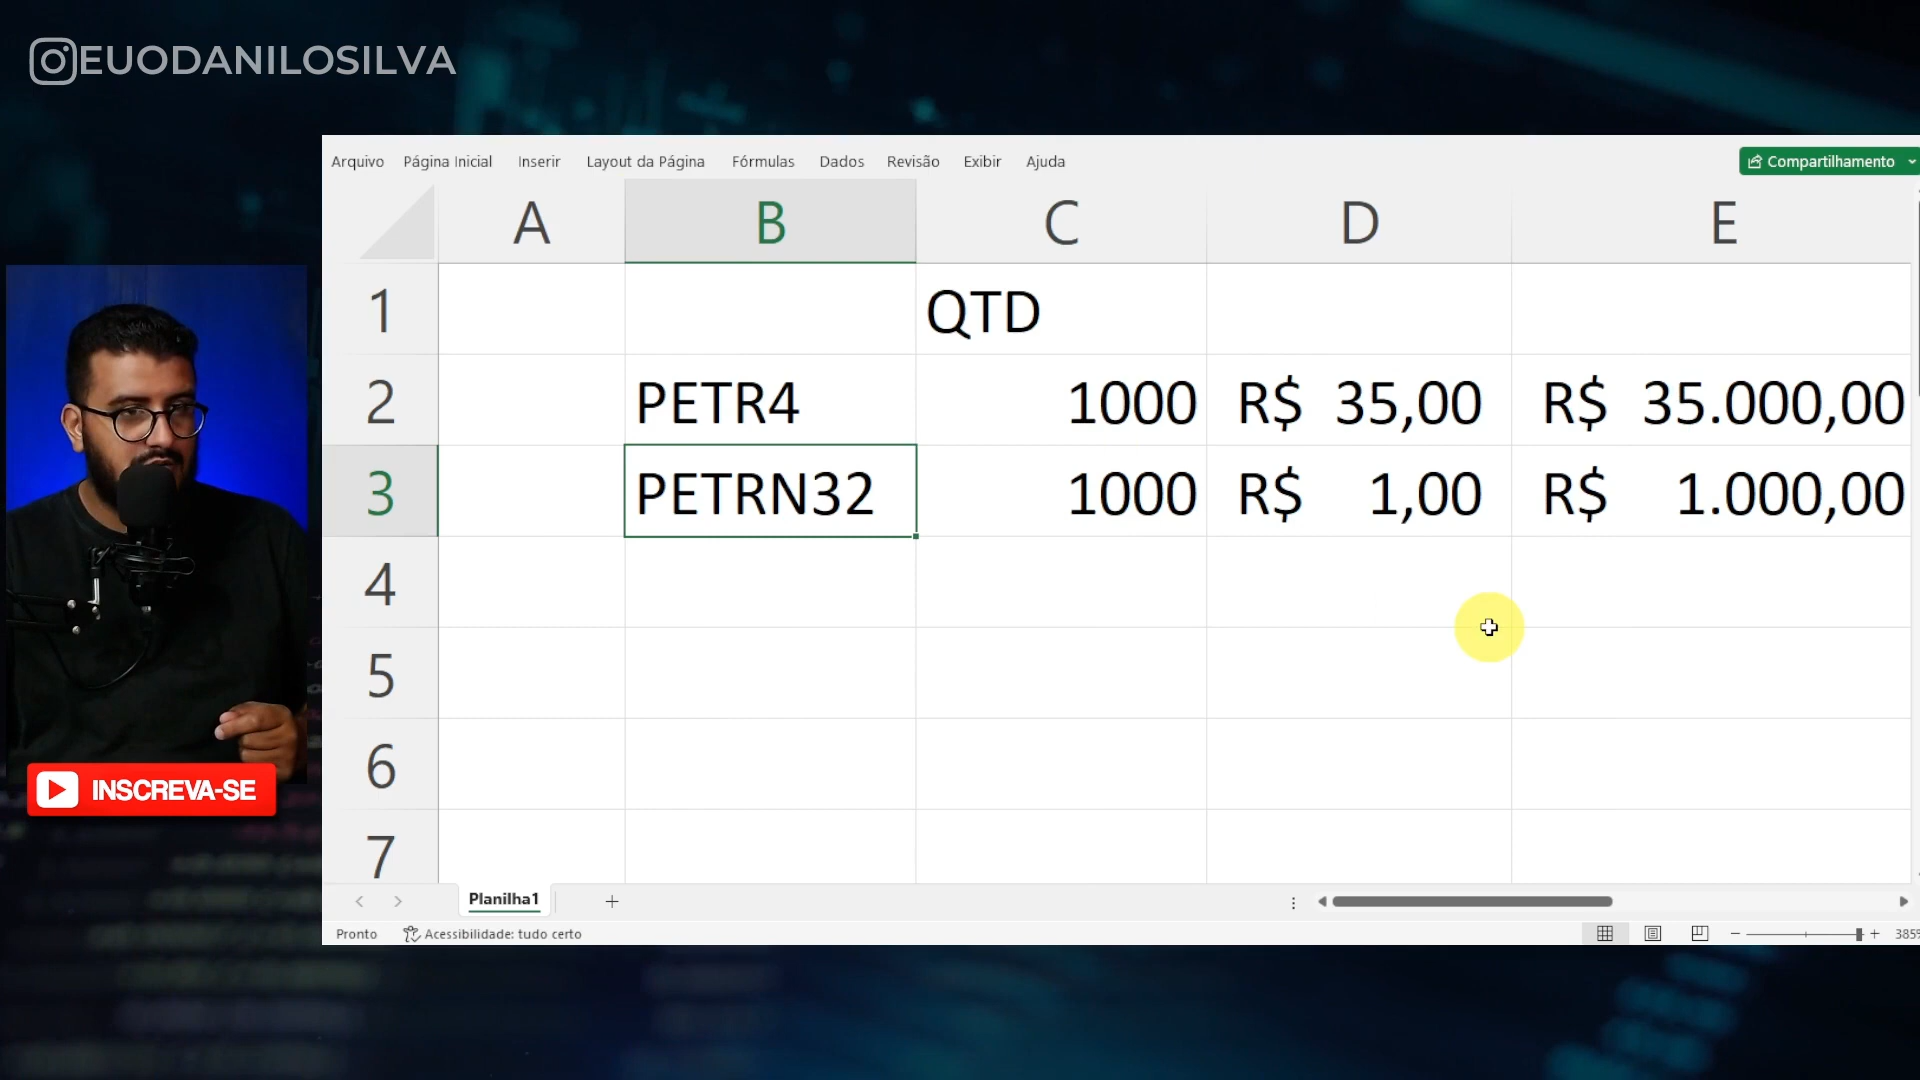 EUODANILOSILVA
Arquivo Página Inicial Inserir Layout da Página Fórmulas Dados Revisão Exibir Ajuda Compartilhamento
A B C D E
1 QTD
2 PETR4 1000 R$ 35,00 R$ 35.000,00
3 PETRN32 1000 R$ 1,00 R$ 1.000,00
4
5
6
7
INSCREVA-SE
Planilha1
Pronto Acessibilidade: tudo certo 385%